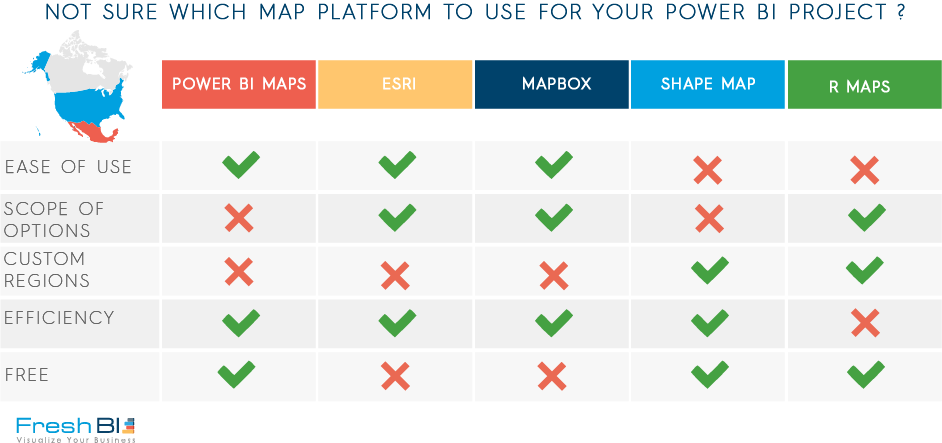 NOT SURE WHICH MAP PLATFORM TO USE FOR YOUR POWER BI PROJECT ?
POWER BI MAPS
ESRI
MAPBOX
SHAPE MAP
R MAPS
EASE OF USE
SCOPE OF
OPTIONS
CUSTOM
REGIONS
EFFICIENCY
FREE
FreshBI
Visualize Your Business